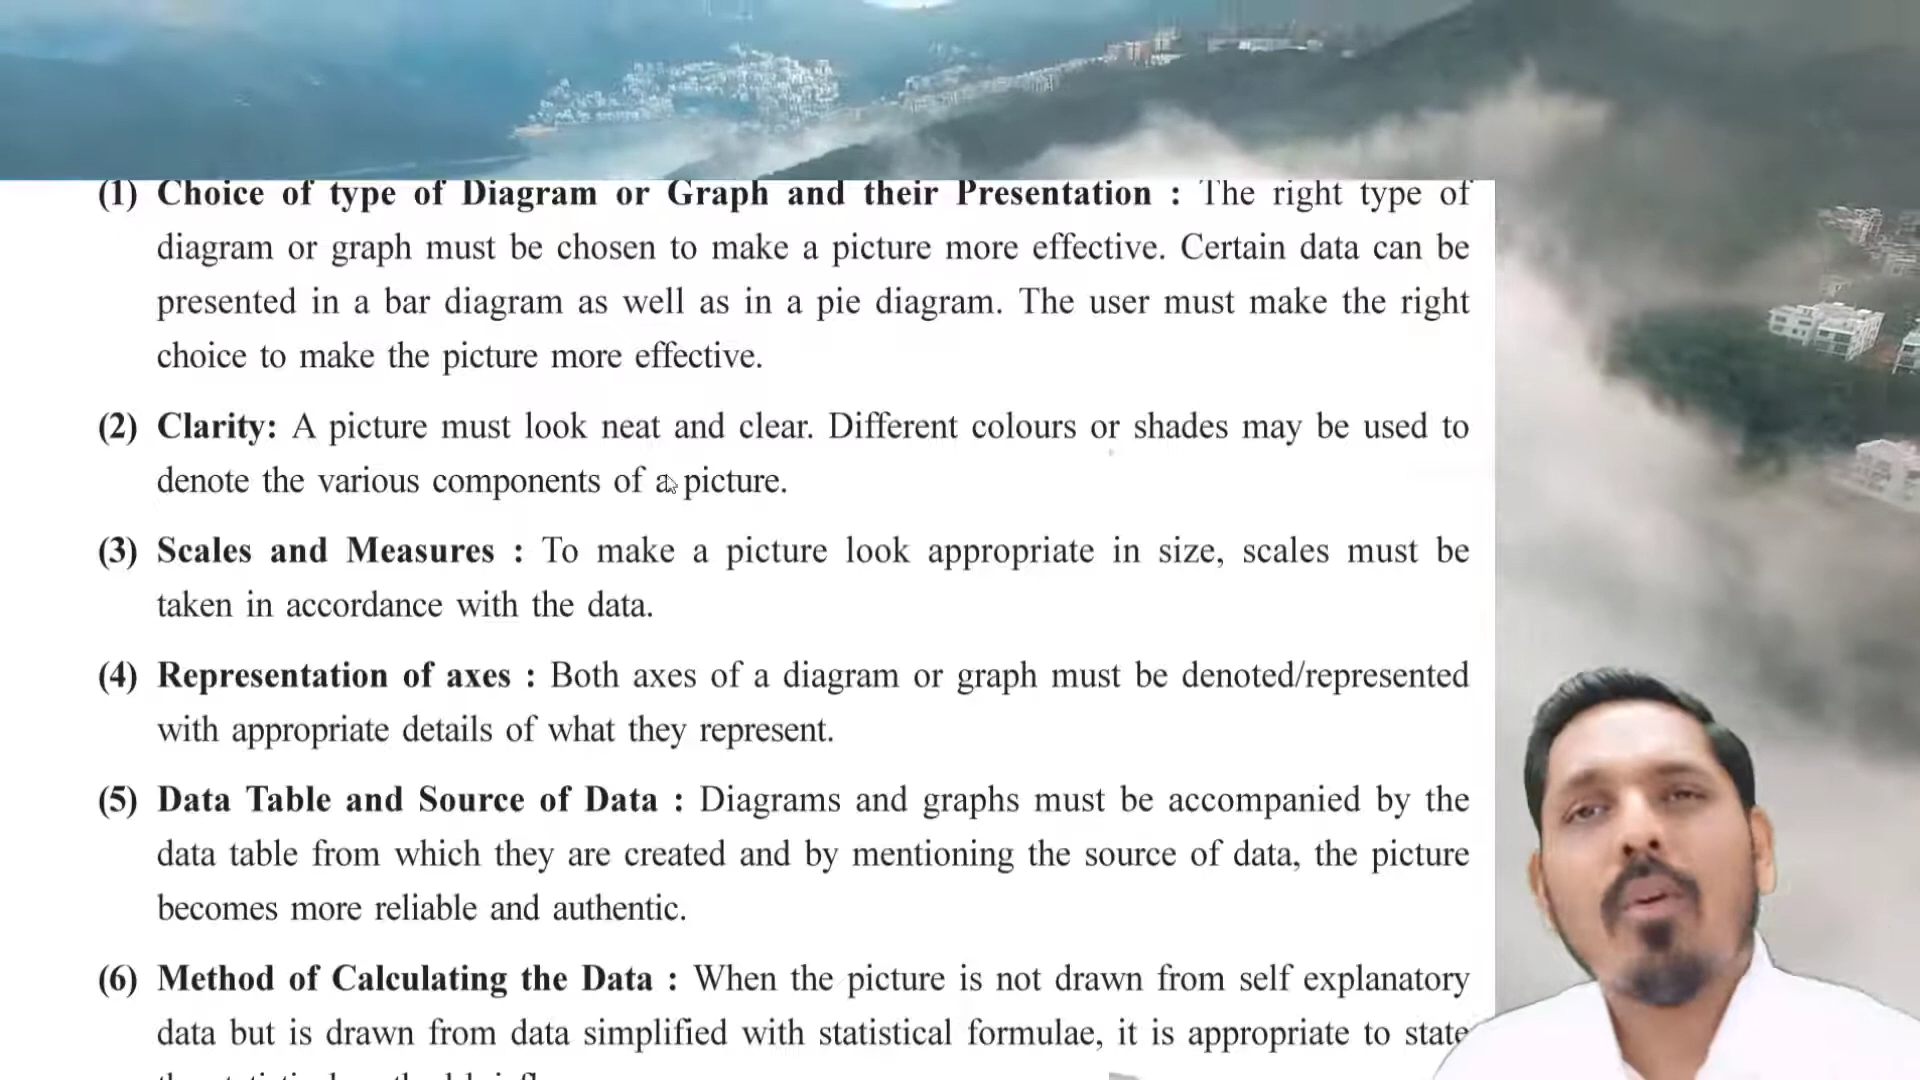 (1) Choice of type of Diagram or Graph and their Presentation : The right type of
diagram or graph must be chosen to make a picture more effective. Certain data can be
presented in a bar diagram as well as in a pie diagram. The user must make the right
choice to make the picture more effective.
(2) Clarity: A picture must look neat and clear. Different colours or shades may be used to
denote the various components of a picture.
(3) Scales and Measures : To make a picture look appropriate in size, scales must be
taken in accordance with the data.
(4) Representation of axes : Both axes of a diagram or graph must be denoted/represented
with appropriate details of what they represent.
(5) Data Table and Source of Data : Diagrams and graphs must be accompanied by the
data table from which they are created and by mentioning the source of data, the picture
becomes more reliable and authentic.
(6) Method of Calculating the Data : When the picture is not drawn from self explanatory
data but is drawn from data simplified with statistical formulae, it is appropriate to state